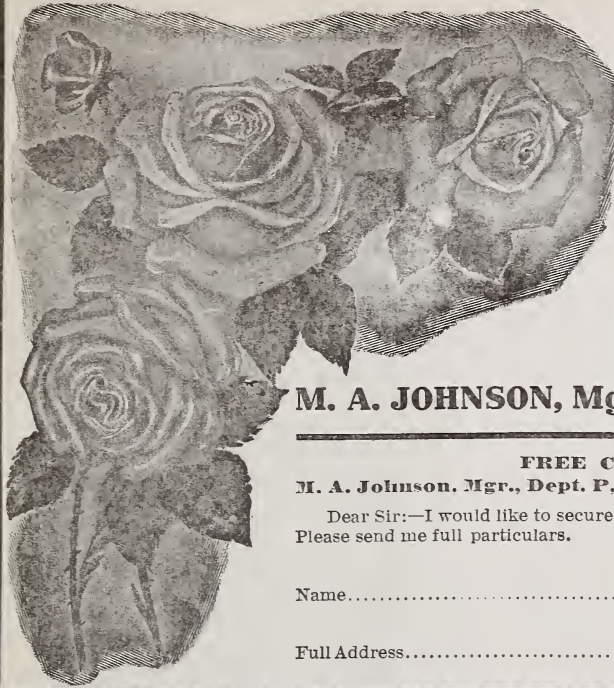 M. A. JOHNSON,
FREE
M. A. Johnson. Mgr., Dept. P.
Dear Sir:—I would like to secure
Please send me full particulars.
Name..............................
Full Address..........................